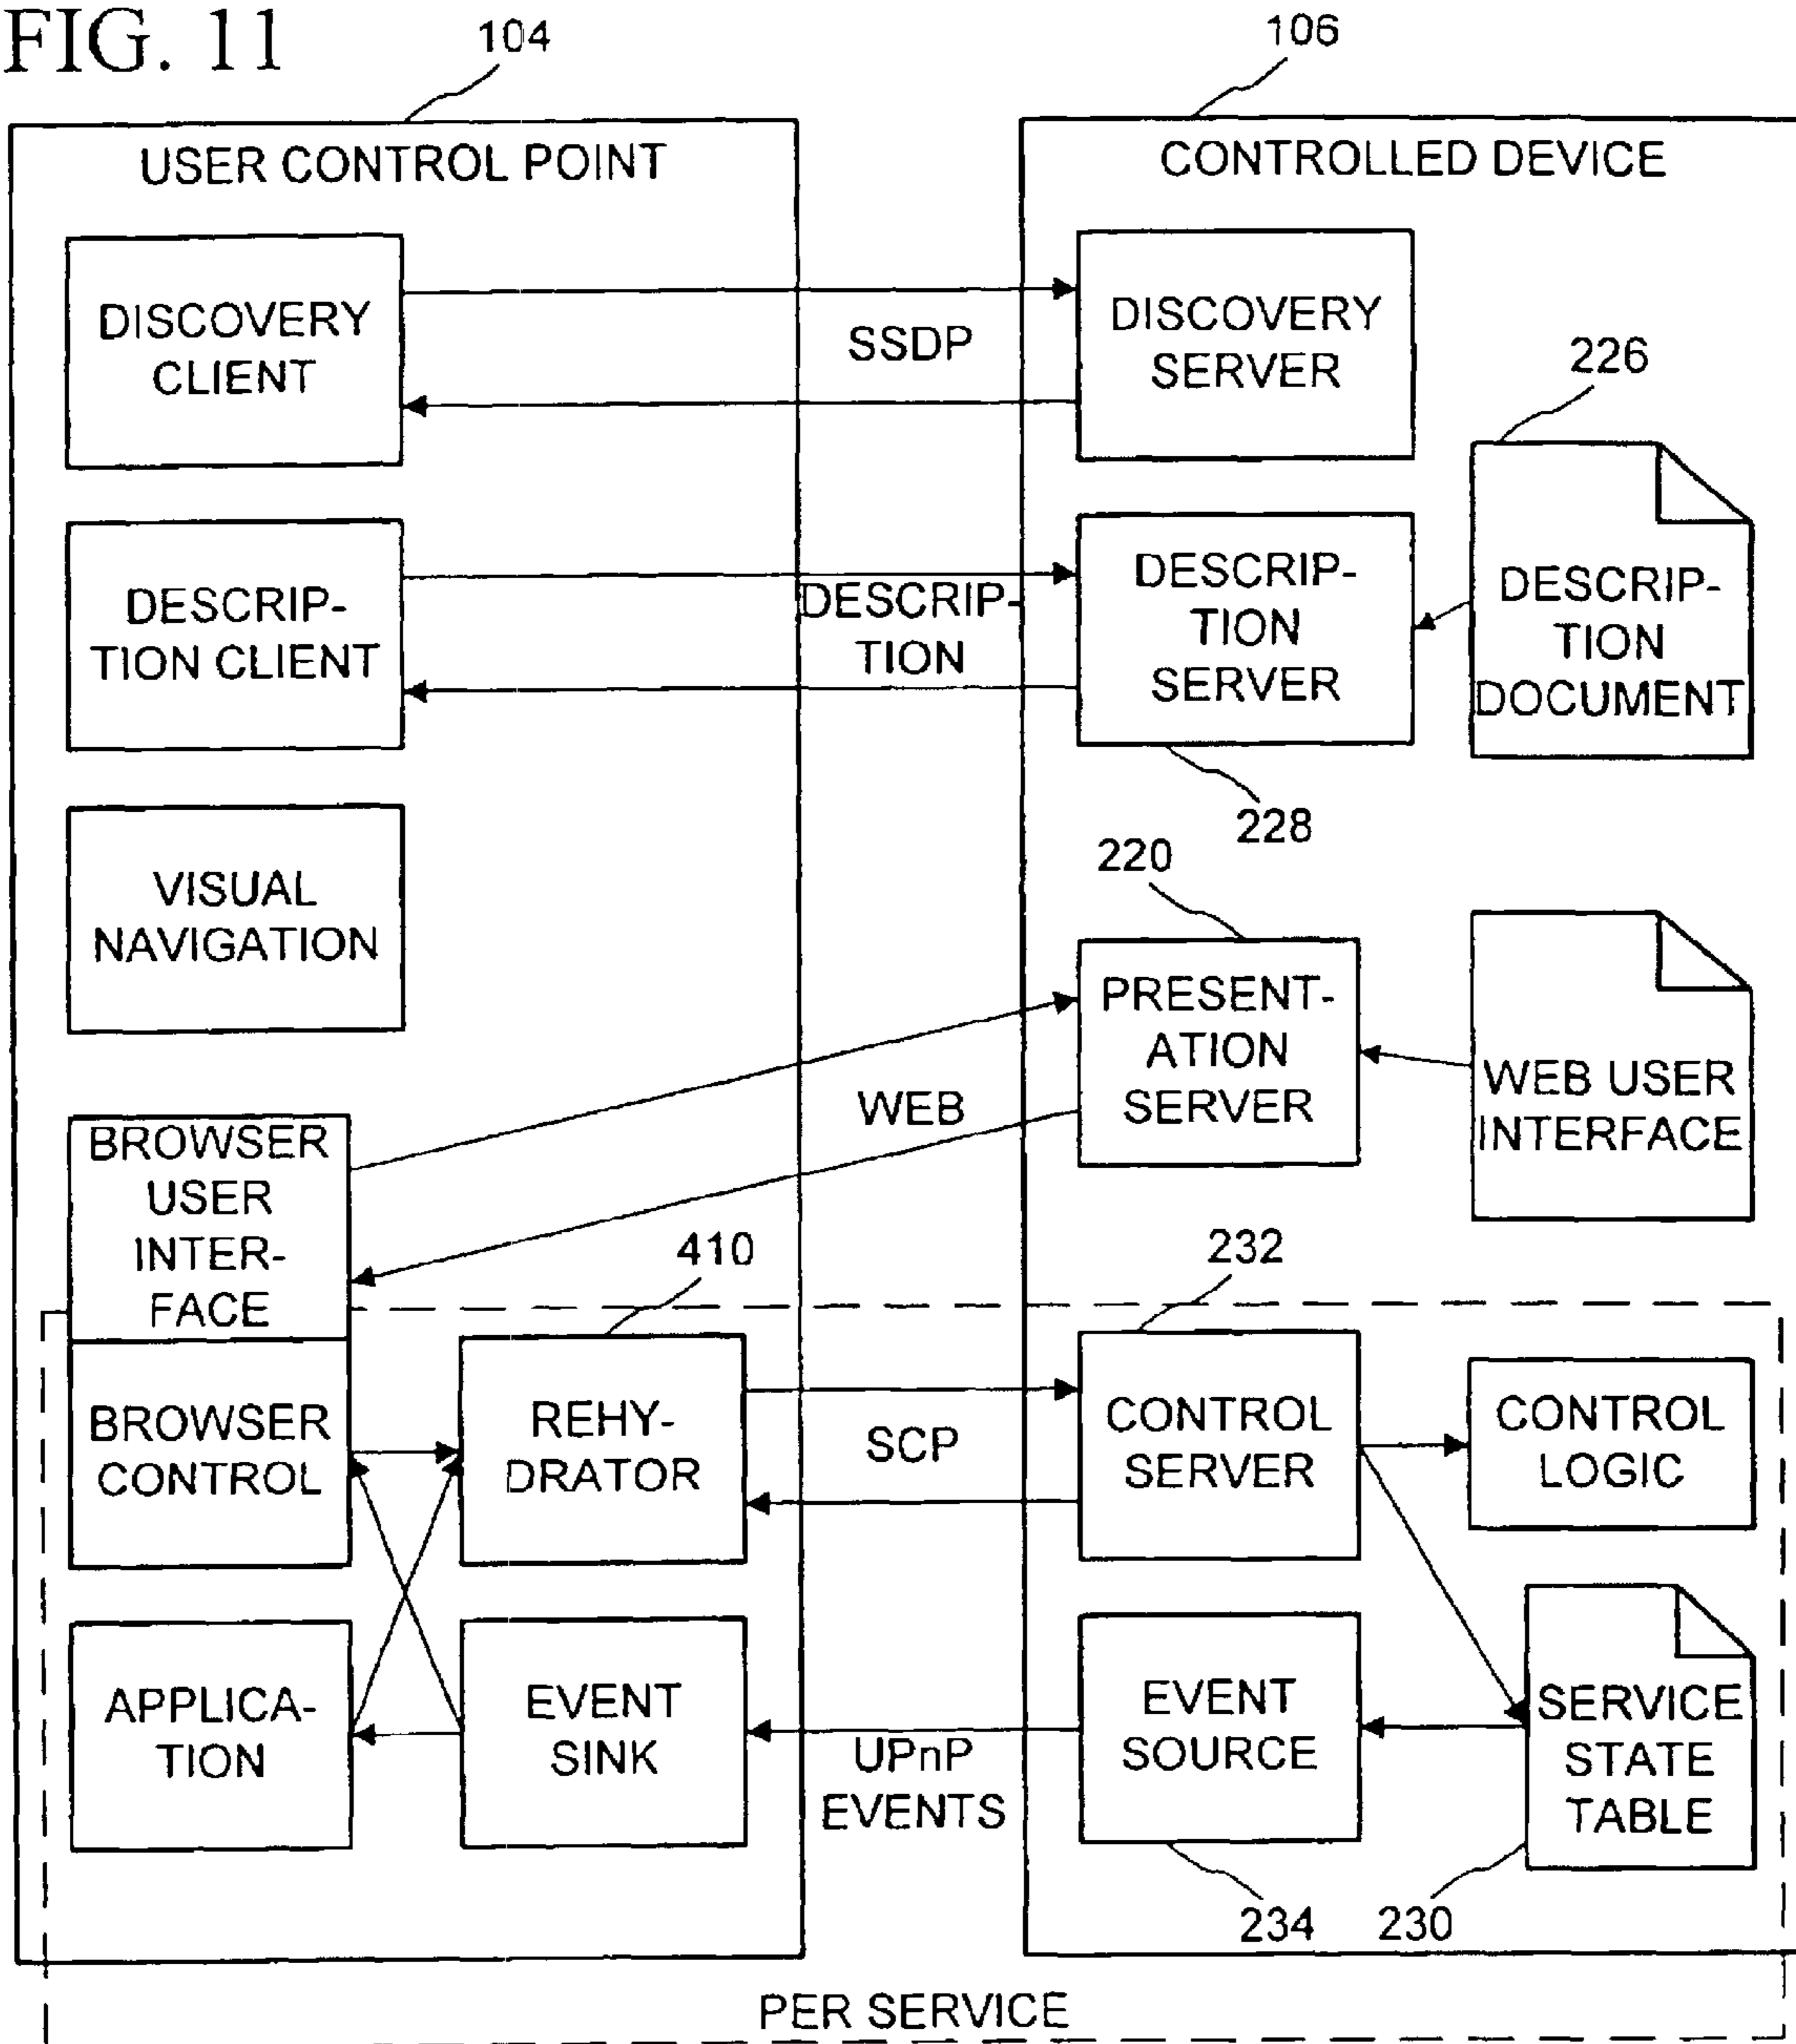 FIG. 11
104
106
USER CONTROL POINT
CONTROLLED DEVICE
DISCOVERY
CLIENT
SSDP
DISCOVERY
SERVER
226
DESCRIP-
TION CLIENT
DESCRIP-
TION
DESCRIP-
TION
SERVER
DESCRIP-
TION
DOCUMENT
228
VISUAL
NAVIGATION
220
PRESENT-
ATION
SERVER
WEB USER
INTERFACE
WEB
BROWSER
USER
INTER-
FACE
410
232
BROWSER
CONTROL
REHY-
DRATOR
SCP
CONTROL
SERVER
CONTROL
LOGIC
APPLICA-
TION
EVENT
SINK
UPnP
EVENTS
EVENT
SOURCE
SERVICE
STATE
TABLE
234
230
PER SERVICE